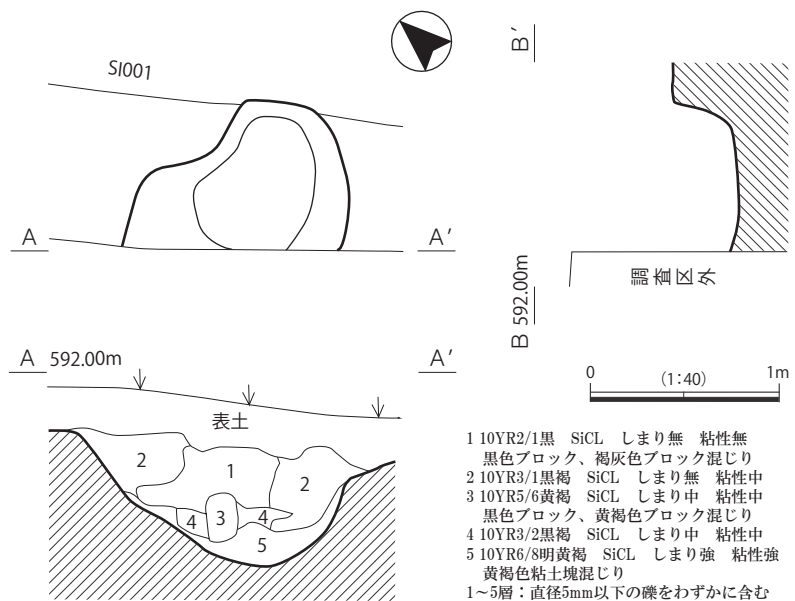 SI001
A
A′
B′
調査区外
B 592.00m
A 592.00m
A′
表土
0
(1:40)
1m
2
1
2
4
3
4
5
1 10YR2/1黒　SiCL　しまり無　粘性無
黒色ブロック、褐灰色ブロック混じり
2 10YR3/1黒褐　SiCL　しまり無　粘性中
3 10YR5/6黄褐　SiCL　しまり中　粘性中
黒色ブロック、黄褐色ブロック混じり
4 10YR3/2黒褐　SiCL　しまり中　粘性中
5 10YR6/8明黄褐　SiCL　しまり強　粘性強
黄褐色粘土塊混じり
1～5層：直径5mm以下の礫をわずかに含む